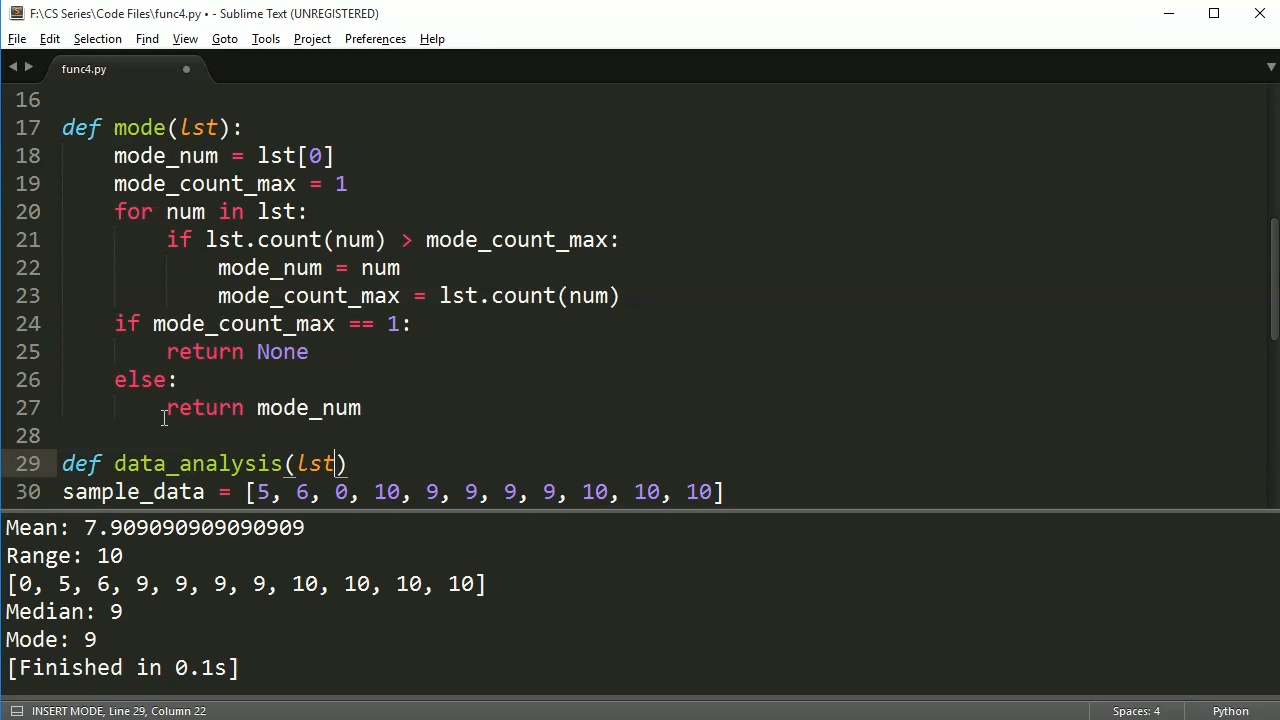 F:\CS Series\Code Files\func4.py • - Sublime Text (UNREGISTERED)
File Edit Selection Find View Goto Tools Project Preferences Help
func4.py
16
17 def mode(lst):
18     mode_num = lst[0]
19     mode_count_max = 1
20     for num in lst:
21         if lst.count(num) > mode_count_max:
22             mode_num = num
23             mode_count_max = lst.count(num)
24     if mode_count_max == 1:
25         return None
26     else:
27         return mode_num
28
29 def data_analysis(lst)
30 sample_data = [5, 6, 0, 10, 9, 9, 9, 9, 10, 10, 10]
Mean: 7.909090909090909
Range: 10
[0, 5, 6, 9, 9, 9, 9, 10, 10, 10, 10]
Median: 9
Mode: 9
[Finished in 0.1s]
INSERT MODE, Line 29, Column 22 Spaces: 4 Python